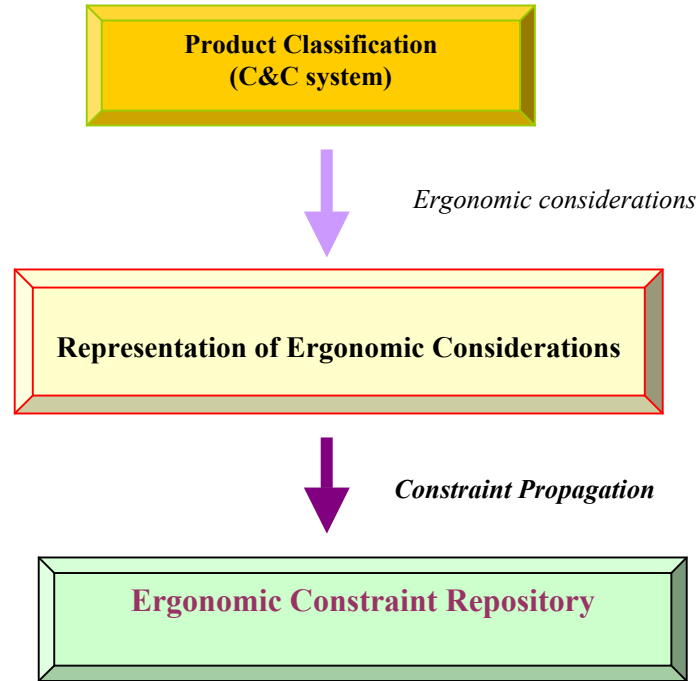 Product Classification
(C&C system)
Ergonomic considerations
Representation of Ergonomic Considerations
Constraint Propagation
Ergonomic Constraint Repository